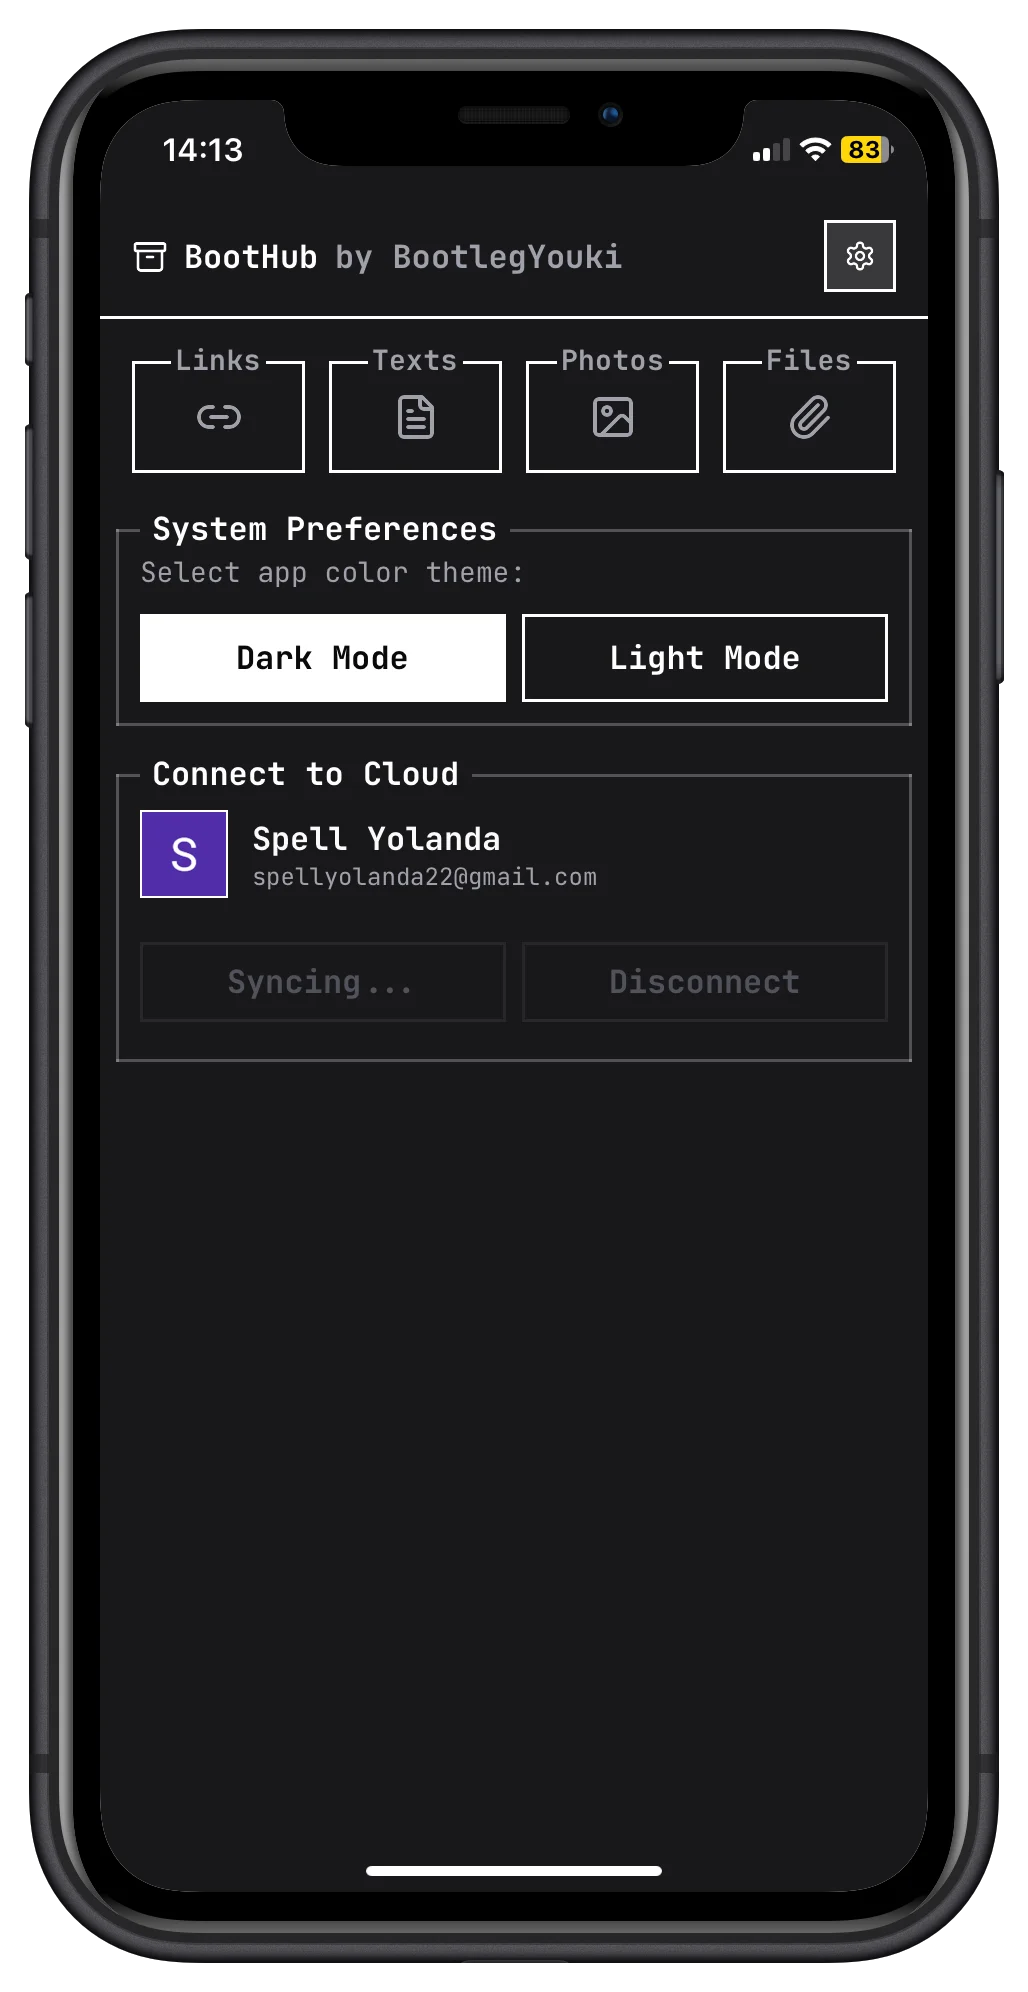 14:13 83
BootHub by BootlegYouki
Links Texts Photos Files
System Preferences
Select app color theme:
Dark Mode Light Mode
Connect to Cloud
S
Spell Yolanda
spellyolanda22@gmail.com
Syncing... Disconnect